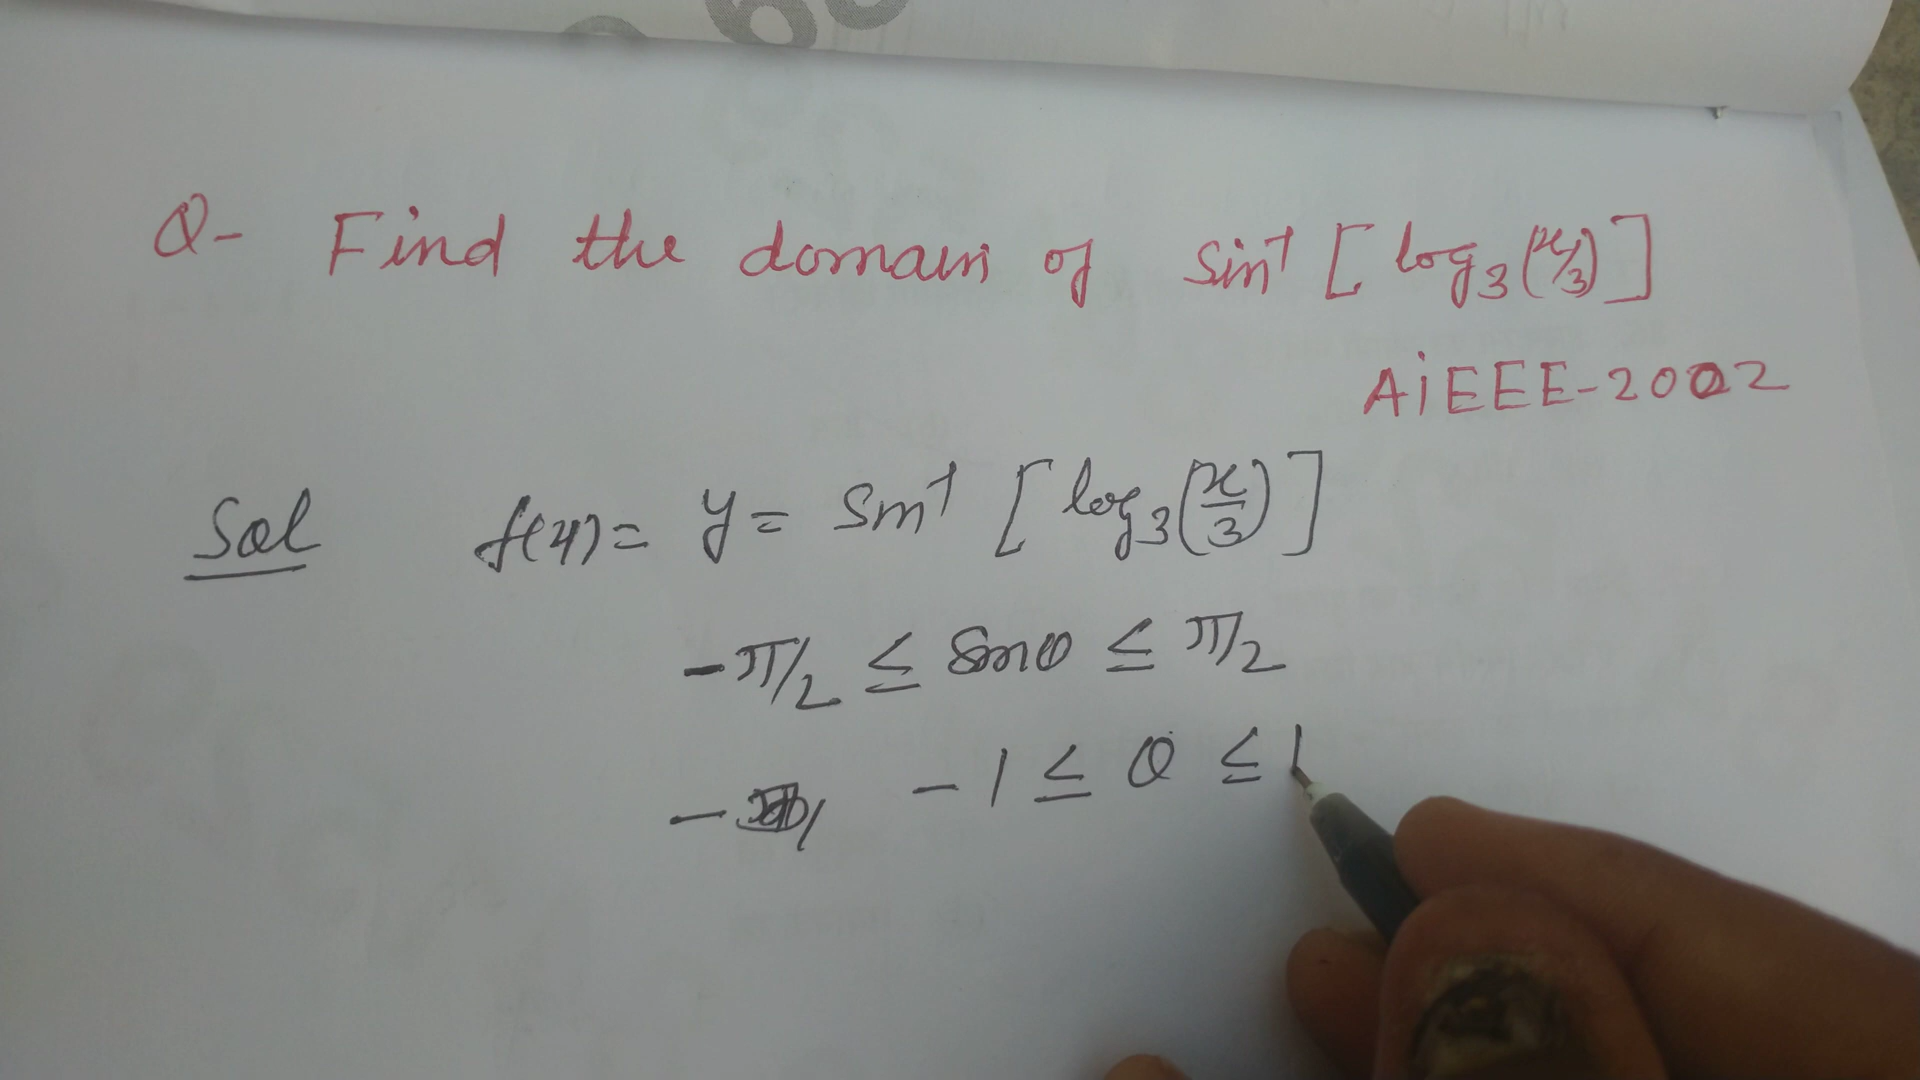 Q- Find the domain of sin⁻¹ [ log₃(x/3) ]
AiEEE-2002
Sol f(x) = y = Sin⁻¹ [ log₃(x/3) ]
-π/2 ≤ Sinθ ≤ π/2
- -1 ≤ θ ≤ 1